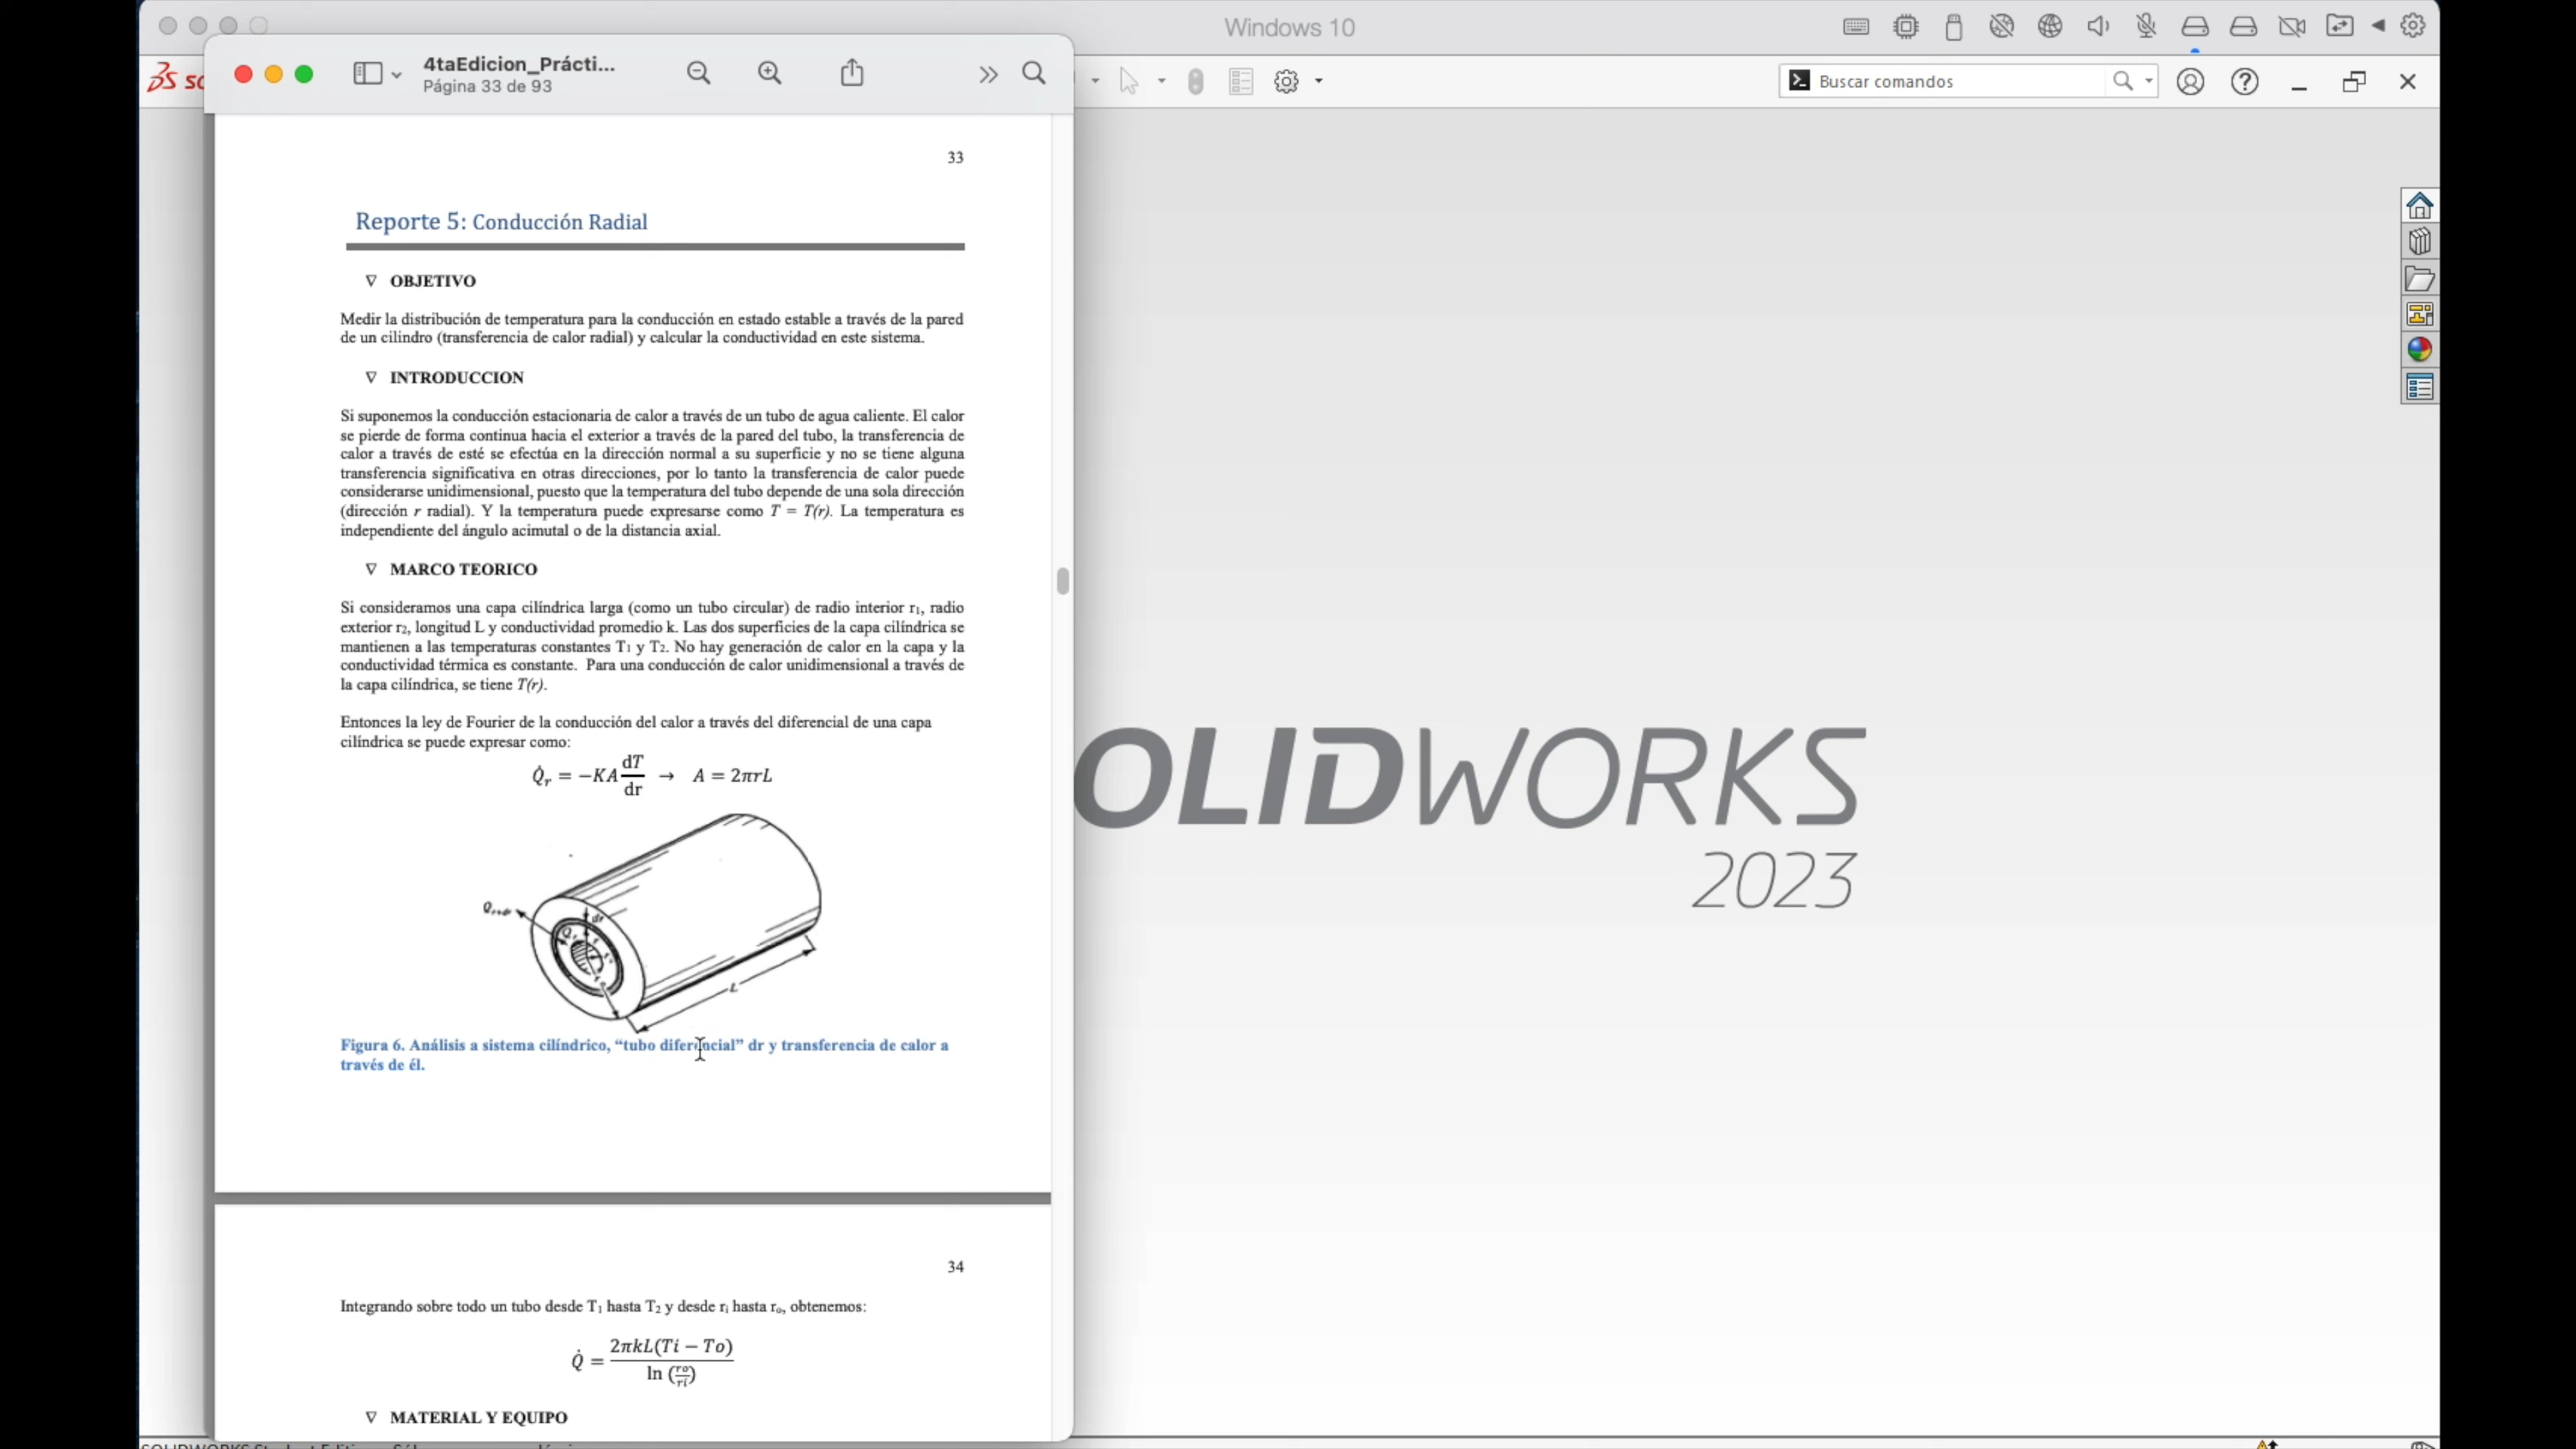 Windows 10
4taEdicion_Prácti...
Página 33 de 93
Buscar comandos
33
Reporte 5: Conducción Radial
∇ OBJETIVO
Medir la distribución de temperatura para la conducción en estado estable a través de la pared
de un cilindro (transferencia de calor radial) y calcular la conductividad en este sistema.
∇ INTRODUCCION
Si suponemos la conducción estacionaria de calor a través de un tubo de agua caliente. El calor
se pierde de forma continua hacia el exterior a través de la pared del tubo, la transferencia de
calor a través de esté se efectúa en la dirección normal a su superficie y no se tiene alguna
transferencia significativa en otras direcciones, por lo tanto la transferencia de calor puede
considerarse unidimensional, puesto que la temperatura del tubo depende de una sola dirección
(dirección r radial). Y la temperatura puede expresarse como T = T(r). La temperatura es
independiente del ángulo acimutal o de la distancia axial.
∇ MARCO TEORICO
Si consideramos una capa cilíndrica larga (como un tubo circular) de radio interior r₁, radio
exterior r₂, longitud L y conductividad promedio k. Las dos superficies de la capa cilíndrica se
mantienen a las temperaturas constantes T₁ y T₂. No hay generación de calor en la capa y la
conductividad térmica es constante. Para una conducción de calor unidimensional a través de
la capa cilíndrica, se tiene T(r).
Entonces la ley de Fourier de la conducción del calor a través del diferencial de una capa
cilíndrica se puede expresar como:
Q̇ᵣ = −KA dT/dr → A = 2πrL
L
Figura 6. Análisis a sistema cilíndrico, “tubo diferencial” dr y transferencia de calor a
través de él.
34
Integrando sobre todo un tubo desde T₁ hasta T₂ y desde rᵢ hasta rₒ, obtenemos:
Q̇ = 2πkL(Ti − To) / ln (ro/ri)
∇ MATERIAL Y EQUIPO
OLIDWORKS
2023